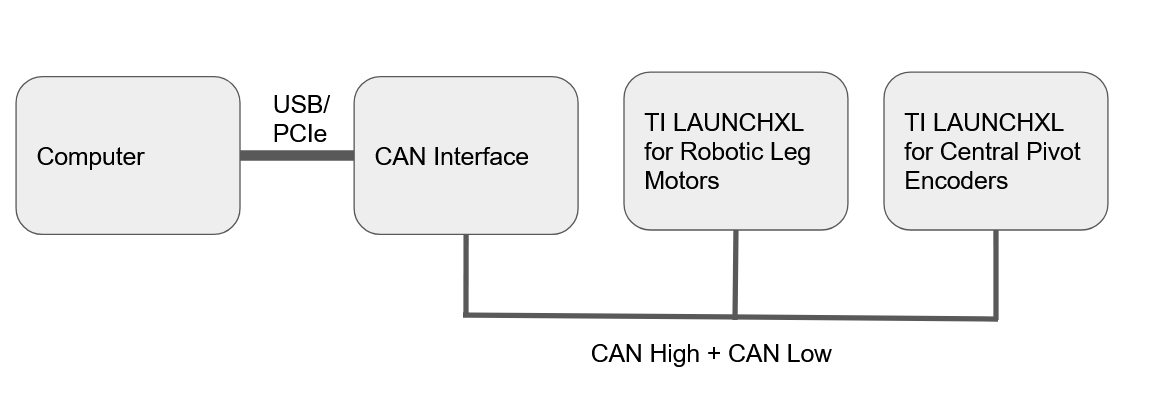 Computer
USB/
PCIe
CAN Interface
TI LAUNCHXL
for Robotic Leg
Motors
TI LAUNCHXL
for Central Pivot
Encoders
CAN High + CAN Low